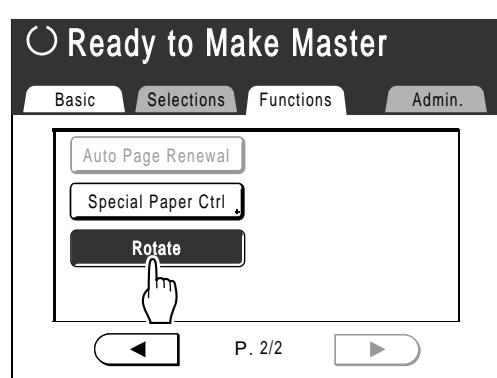 Ready to Make Master
Basic Selections Functions Admin.
Auto Page Renewal
Special Paper Ctrl
Rotate
P. 2/2